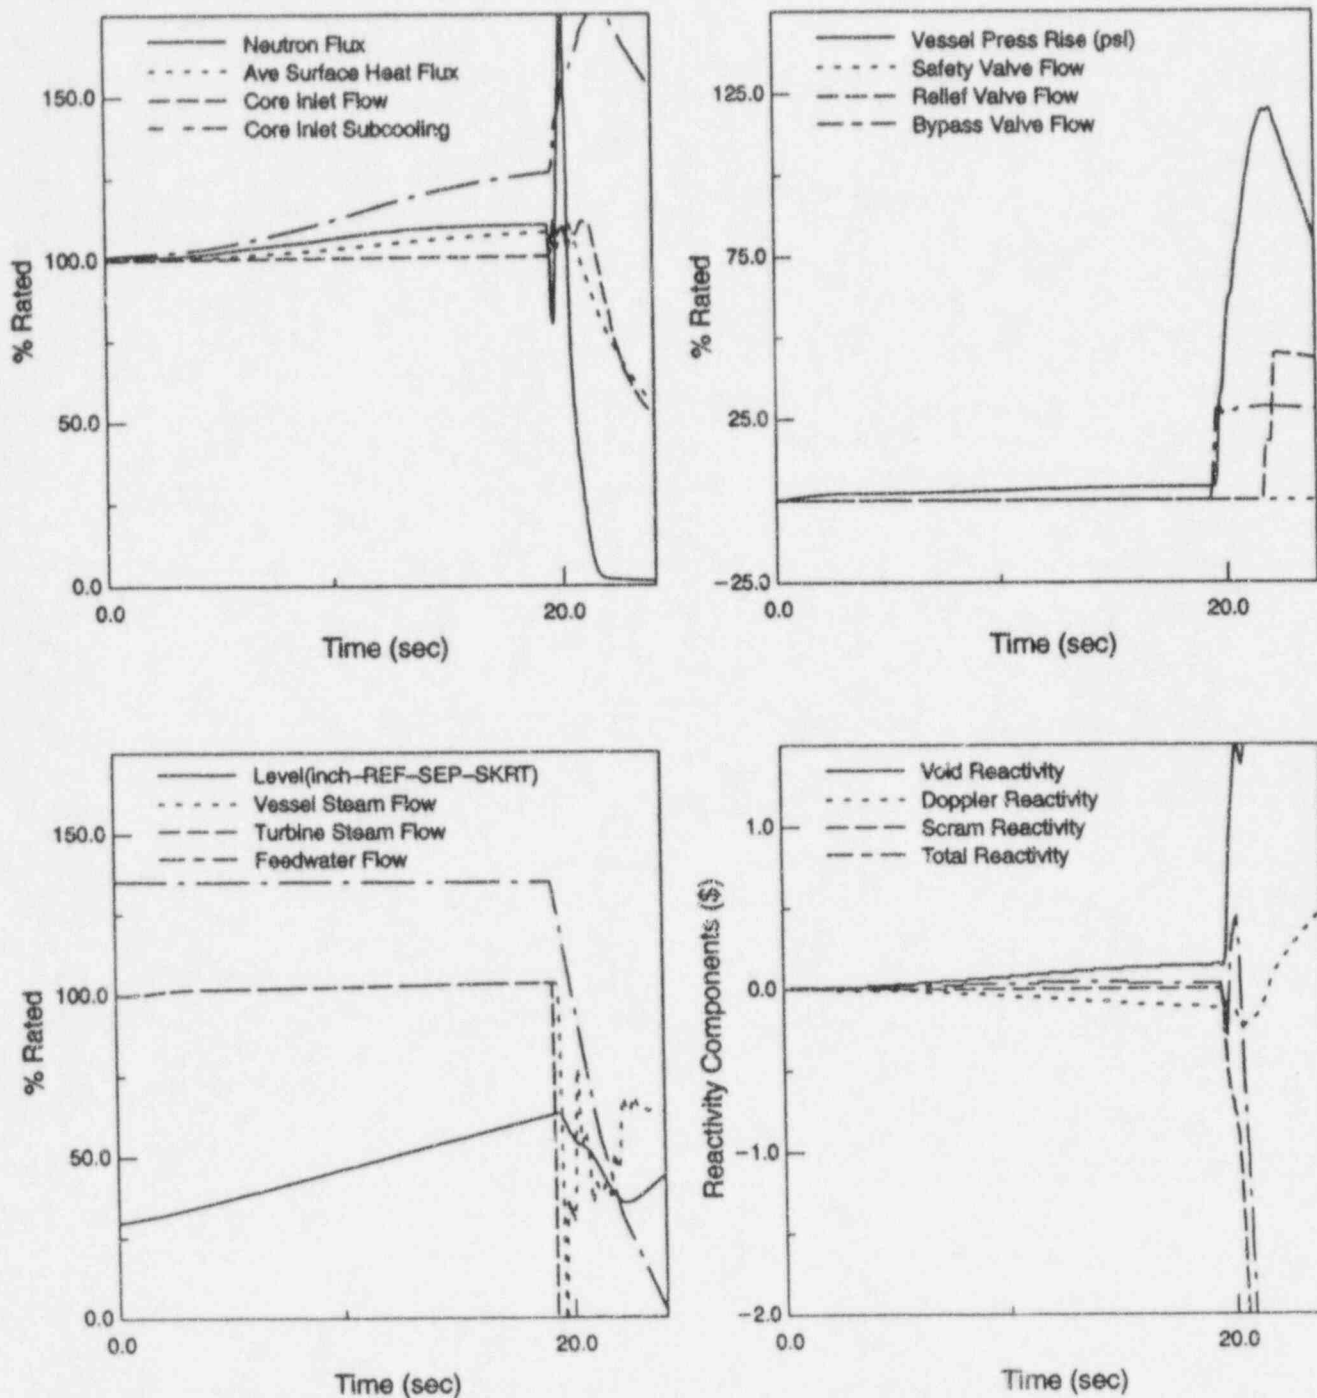 Neutron Flux
Ave Surface Heat Flux
Core Inlet Flow
Core Inlet Subcooling
150.0
100.0
50.0
0.0
% Rated
0.0
20.0
Time (sec)
Vessel Press Rise (psi)
Safety Valve Flow
Relief Valve Flow
Bypass Valve Flow
125.0
75.0
25.0
-25.0
% Rated
0.0
20.0
Time (sec)
Level(inch-REF-SEP-SKRT)
Vessel Steam Flow
Turbine Steam Flow
Feedwater Flow
150.0
100.0
50.0
0.0
% Rated
0.0
20.0
Time (sec)
Void Reactivity
Doppler Reactivity
Scram Reactivity
Total Reactivity
1.0
0.0
-1.0
-2.0
Reactivity Components ($)
0.0
20.0
Time (sec)